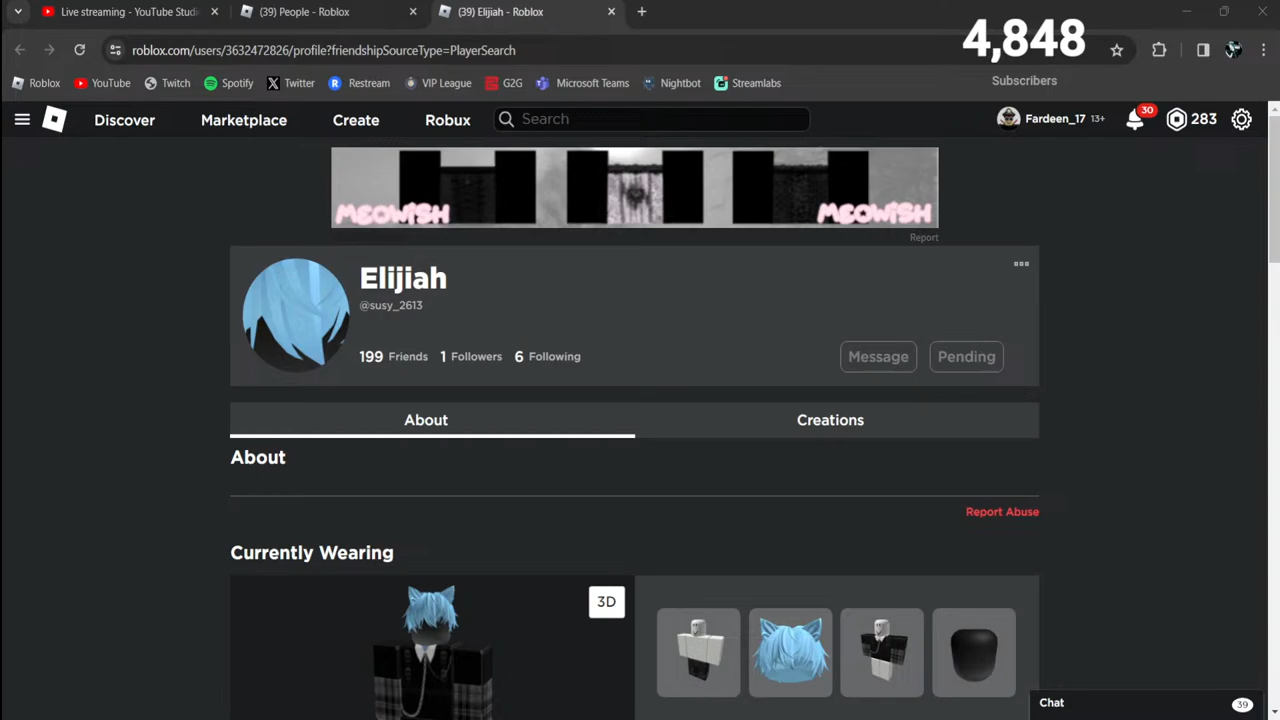 Live streaming - YouTube Studi
(39) People - Roblox
(39) Elijiah - Roblox
roblox.com/users/3632472826/profile?friendshipSourceType=PlayerSearch
4,848
Subscribers
Roblox YouTube Twitch Spotify Twitter Restream VIP League G2G Microsoft Teams Nightbot Streamlabs
Discover Marketplace Create Robux Search Fardeen_17 13+ 30 283
MEOWISH MEOWISH
Report
Elijiah
@susy_2613
199 Friends 1 Followers 6 Following Message Pending
About Creations
About
Report Abuse
Currently Wearing
3D
Chat 39